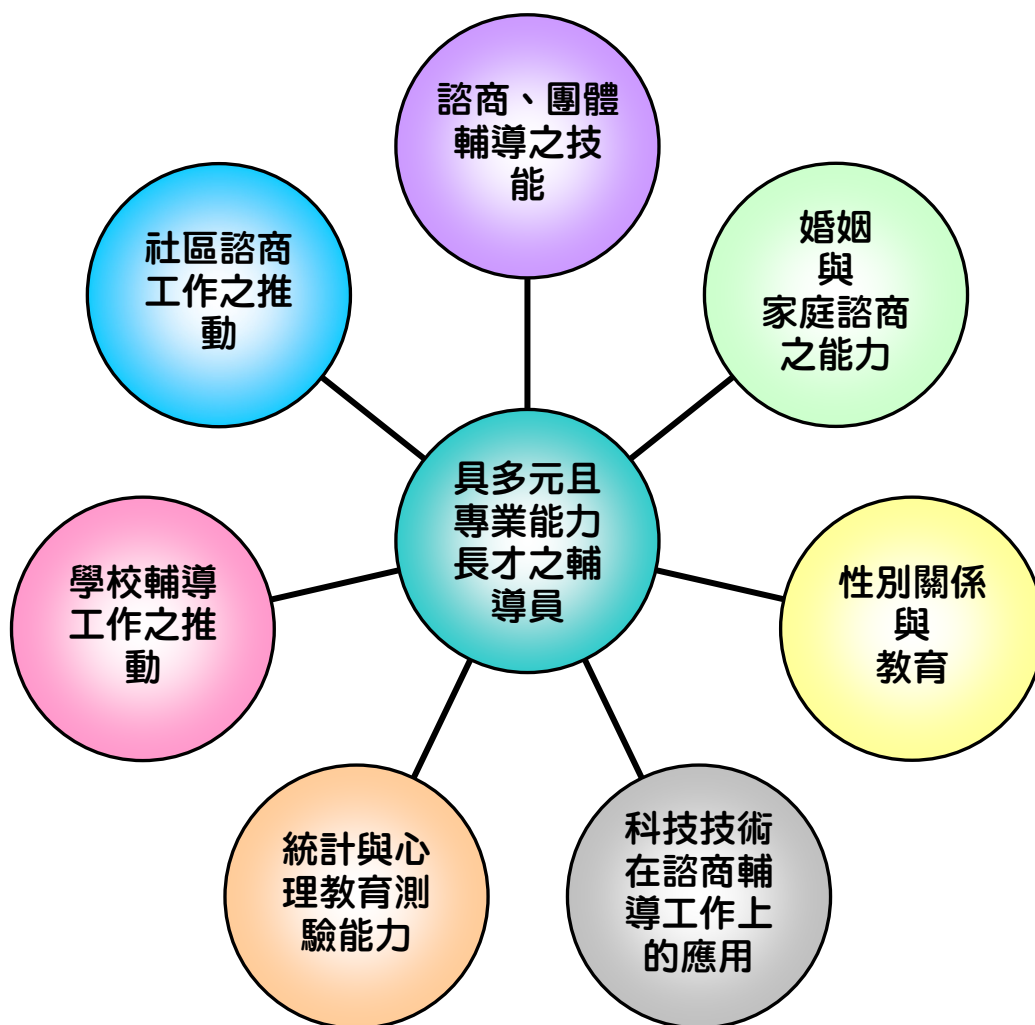 諮商、團體
輔導之技
能
婚姻
與
家庭諮商
之能力
性別關係
與
教育
科技技術
在諮商輔
導工作上
的應用
統計與心
理教育測
驗能力
學校輔導
工作之推
動
社區諮商
工作之推
動
具多元且
專業能力
長才之輔
導員